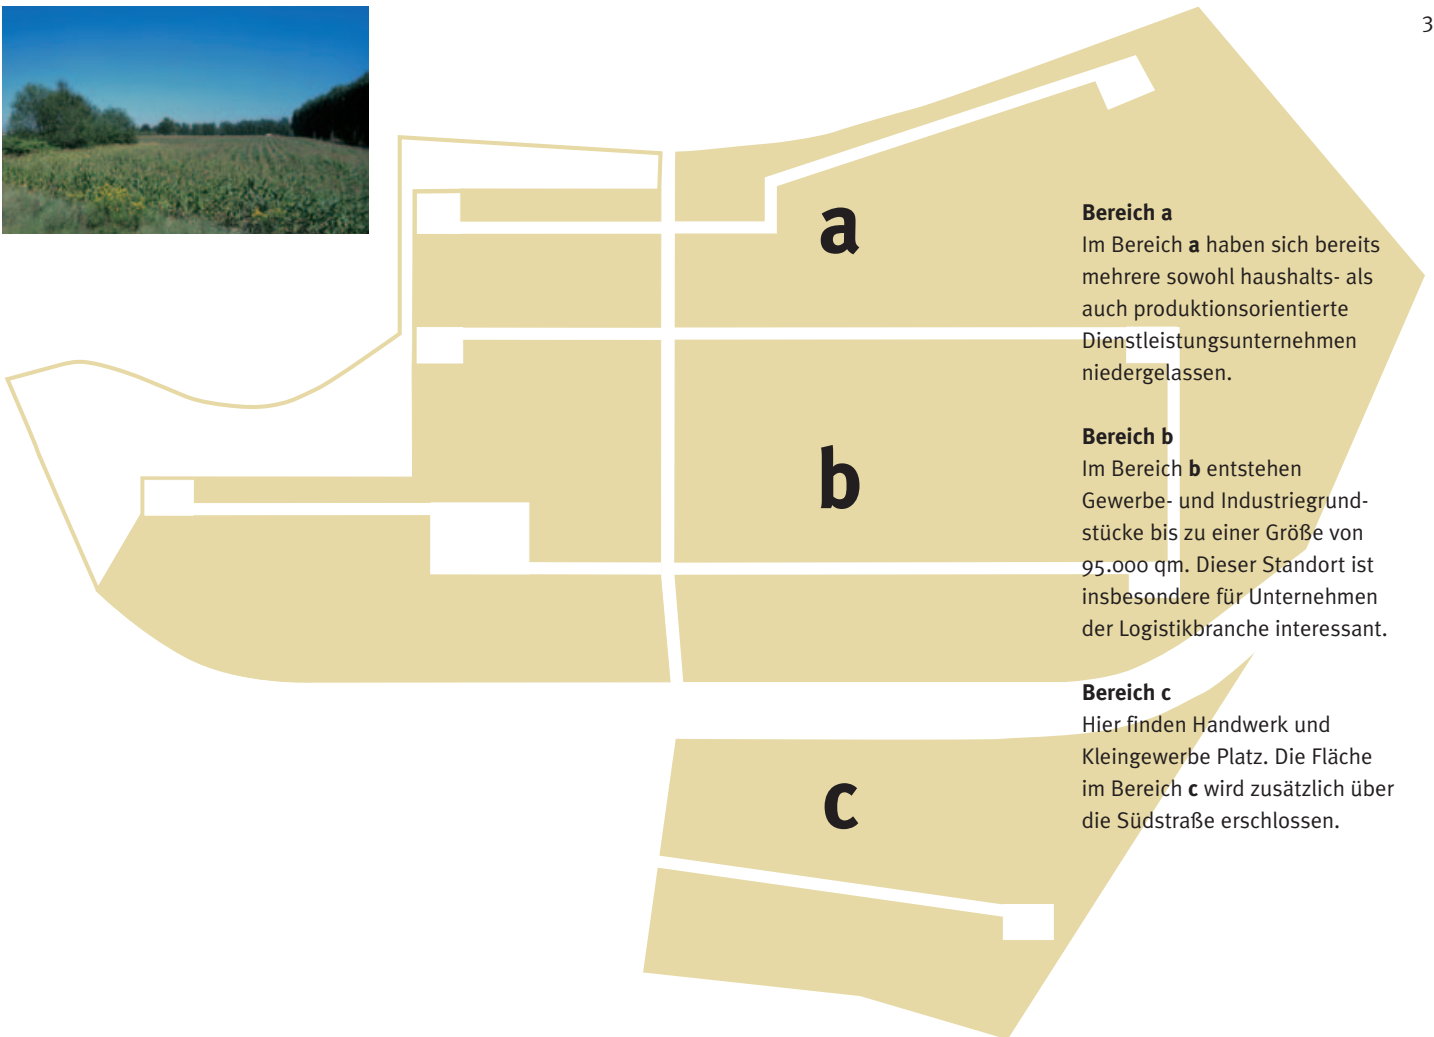 3
a
b
c
Bereich a
Im Bereich a haben sich bereits
mehrere sowohl haushalts- als
auch produktionsorientierte
Dienstleistungsunternehmen
niedergelassen.
Bereich b
Im Bereich b entstehen
Gewerbe- und Industriegrund-
stücke bis zu einer Größe von
95.000 qm. Dieser Standort ist
insbesondere für Unternehmen
der Logistikbranche interessant.
Bereich c
Hier finden Handwerk und
Kleingewerbe Platz. Die Fläche
im Bereich c wird zusätzlich über
die Südstraße erschlossen.